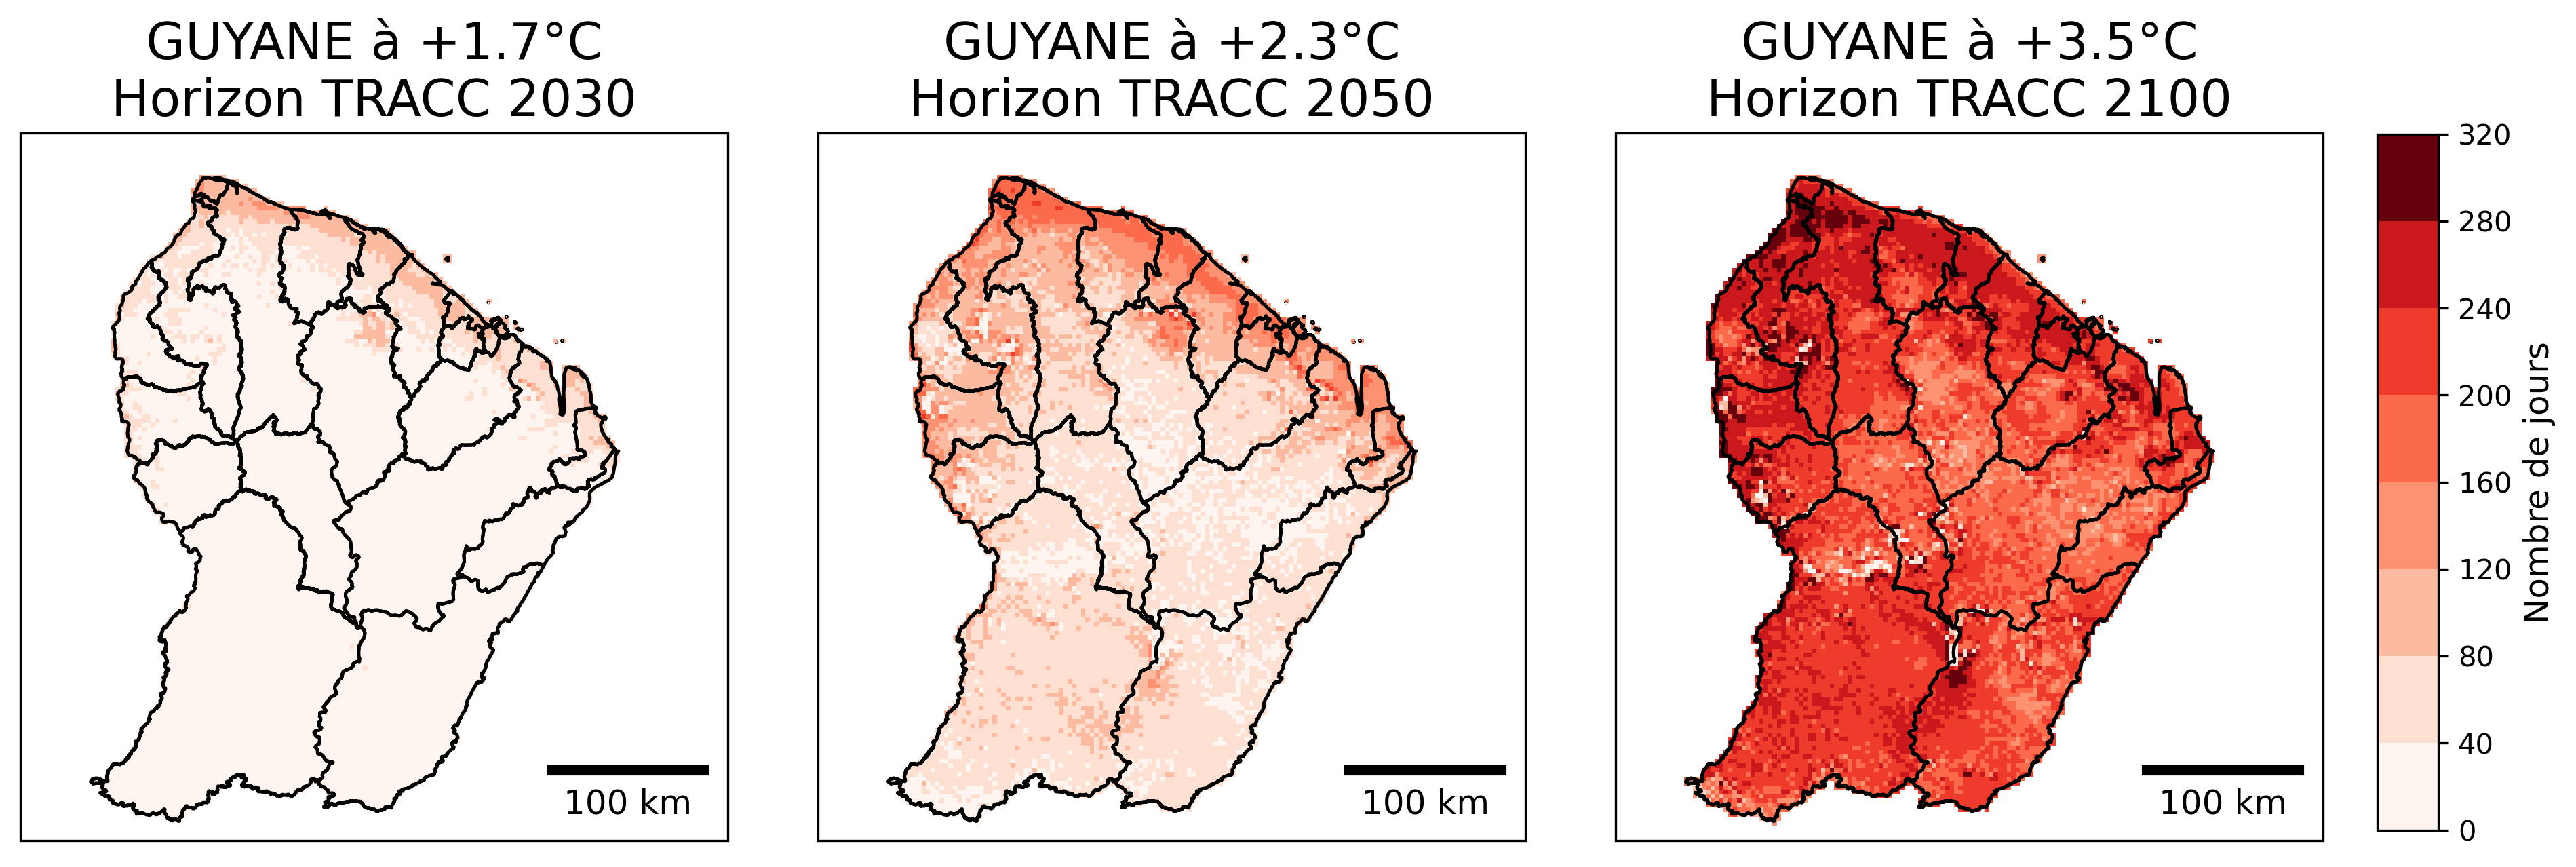 GUYANE à +1.7°C
Horizon TRACC 2030
GUYANE à +2.3°C
Horizon TRACC 2050
GUYANE à +3.5°C
Horizon TRACC 2100
100 km
100 km
100 km
320
280
240
200
160
120
80
40
0
Nombre de jours